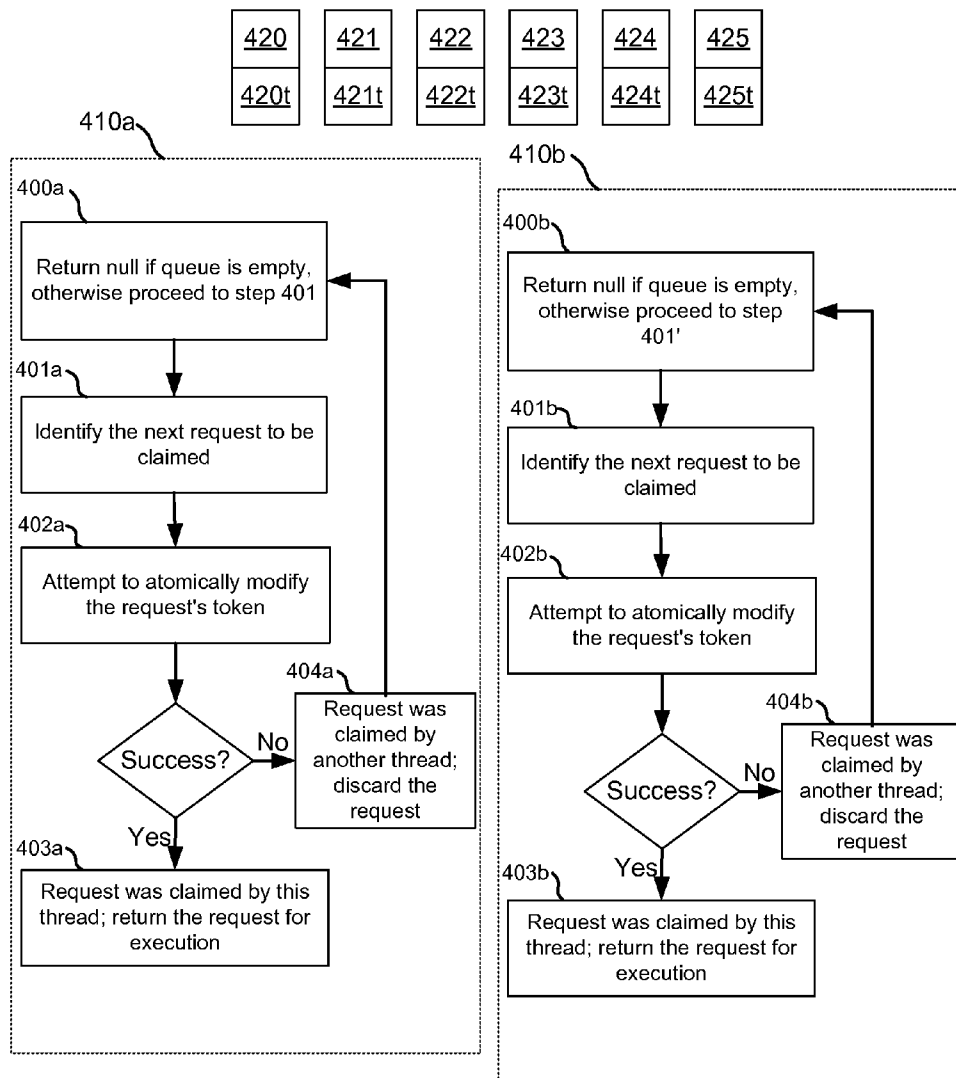 420 421 422 423 424 425
420t 421t 422t 423t 424t 425t
410a
400a
Return null if queue is empty,
otherwise proceed to step 401
401a
Identify the next request to be
claimed
402a
Attempt to atomically modify
the request's token
Success?
No
404a
Request was
claimed by
another thread;
discard the
request
Yes
403a
Request was claimed by this
thread; return the request for
execution
410b
400b
Return null if queue is empty,
otherwise proceed to step
401'
401b
Identify the next request to be
claimed
402b
Attempt to atomically modify
the request's token
Success?
No
404b
Request was
claimed by
another thread;
discard the
request
Yes
403b
Request was claimed by this
thread; return the request for
execution